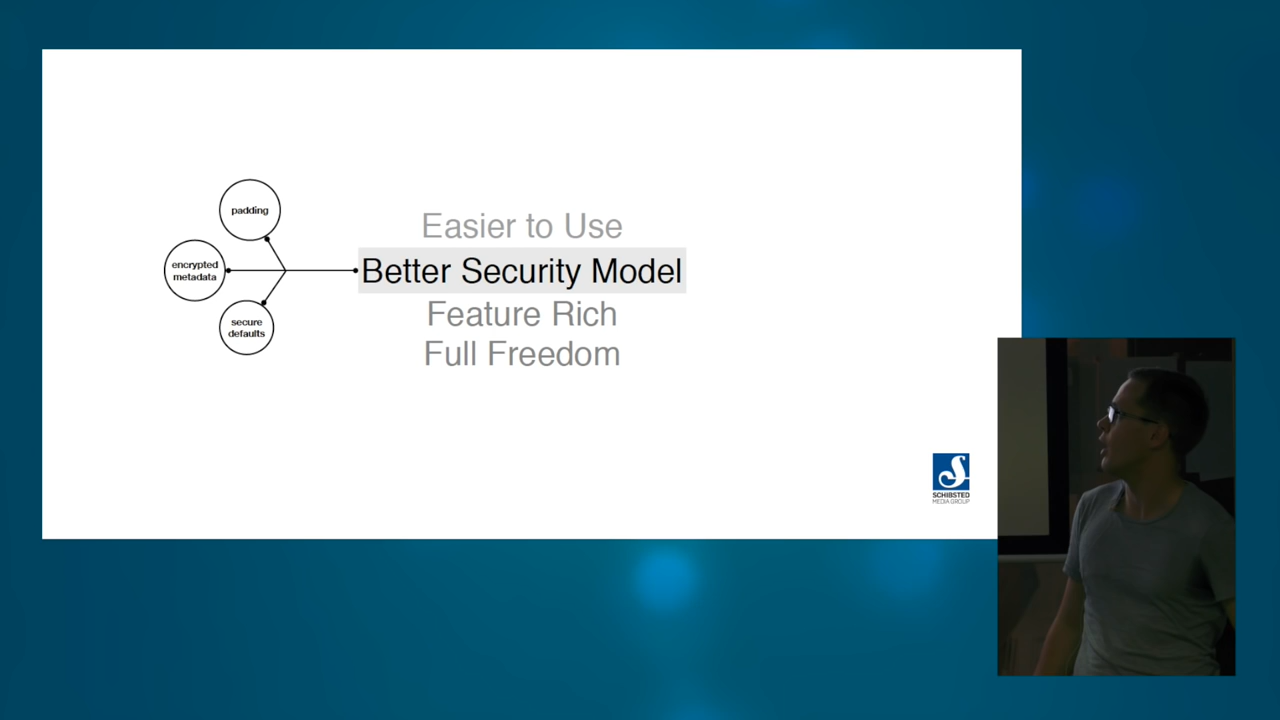 padding
encrypted
metadata
secure
defaults
Easier to Use
Better Security Model
Feature Rich
Full Freedom
SCHIBSTED
MEDIA GROUP